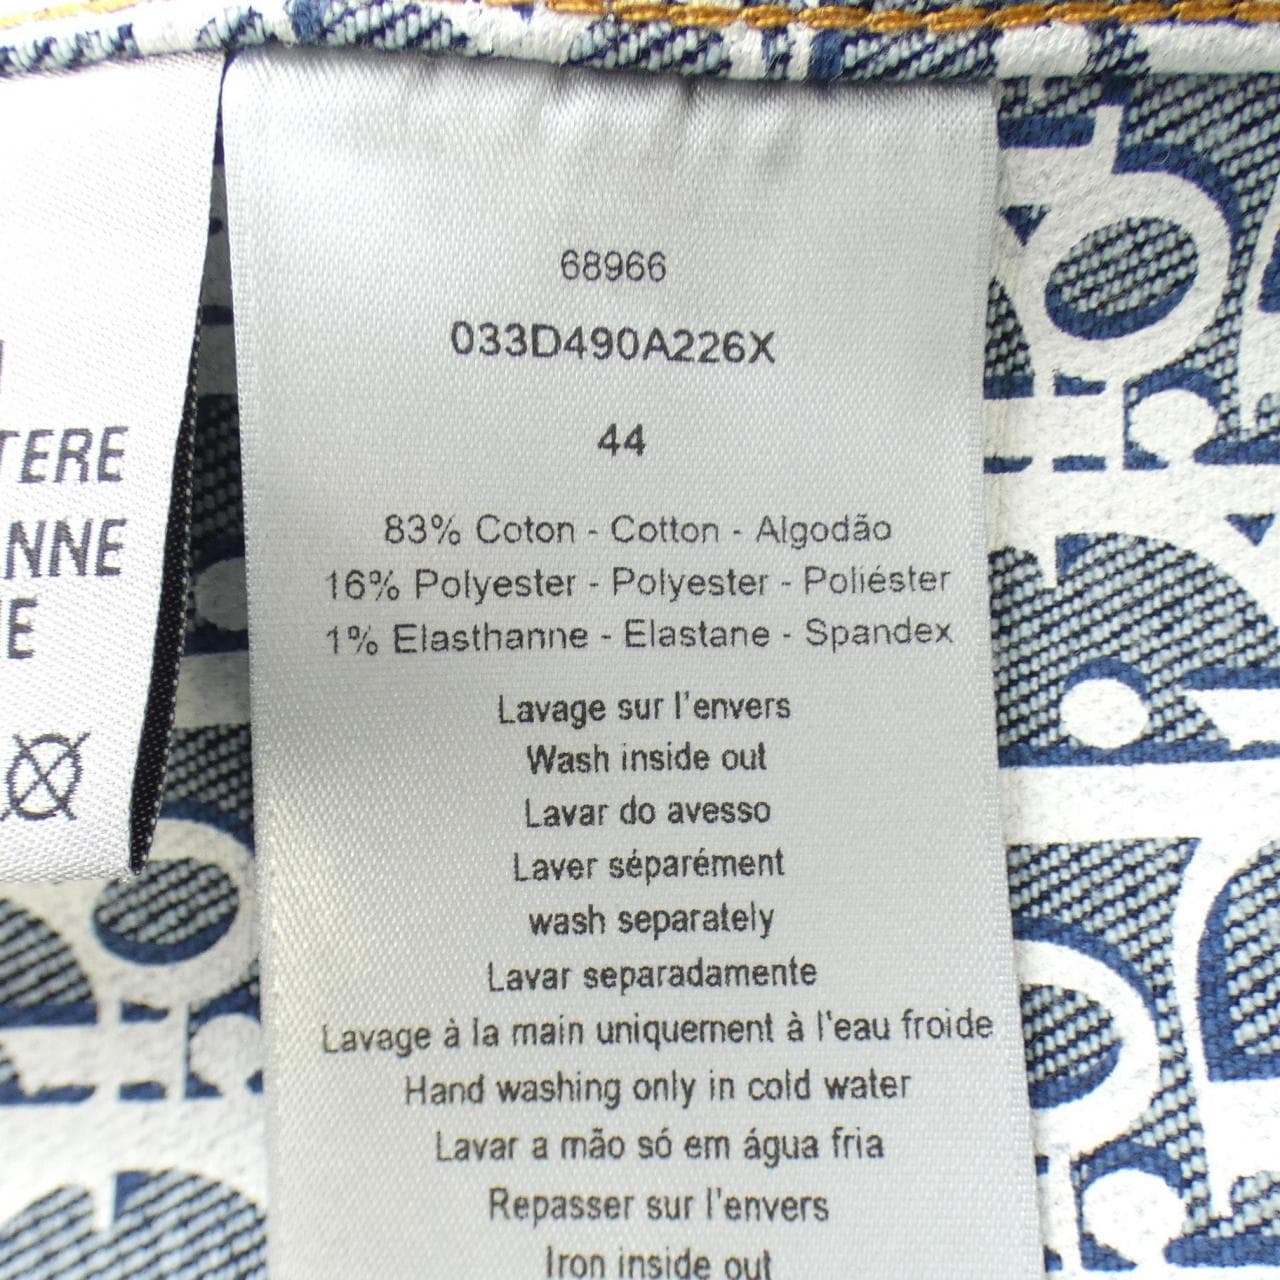 68966
033D490A226X
44
83% Coton - Cotton - Algodão
16% Polyester - Polyester - Poliéster
1% Elasthanne - Elastane - Spandex
Lavage sur l'envers
Wash inside out
Lavar do avesso
Laver séparément
wash separately
Lavar separadamente
Lavage à la main uniquement à l'eau froide
Hand washing only in cold water
Lavar a mão só em água fria
Repasser sur l'envers
Iron inside out
TERE
NNE
E